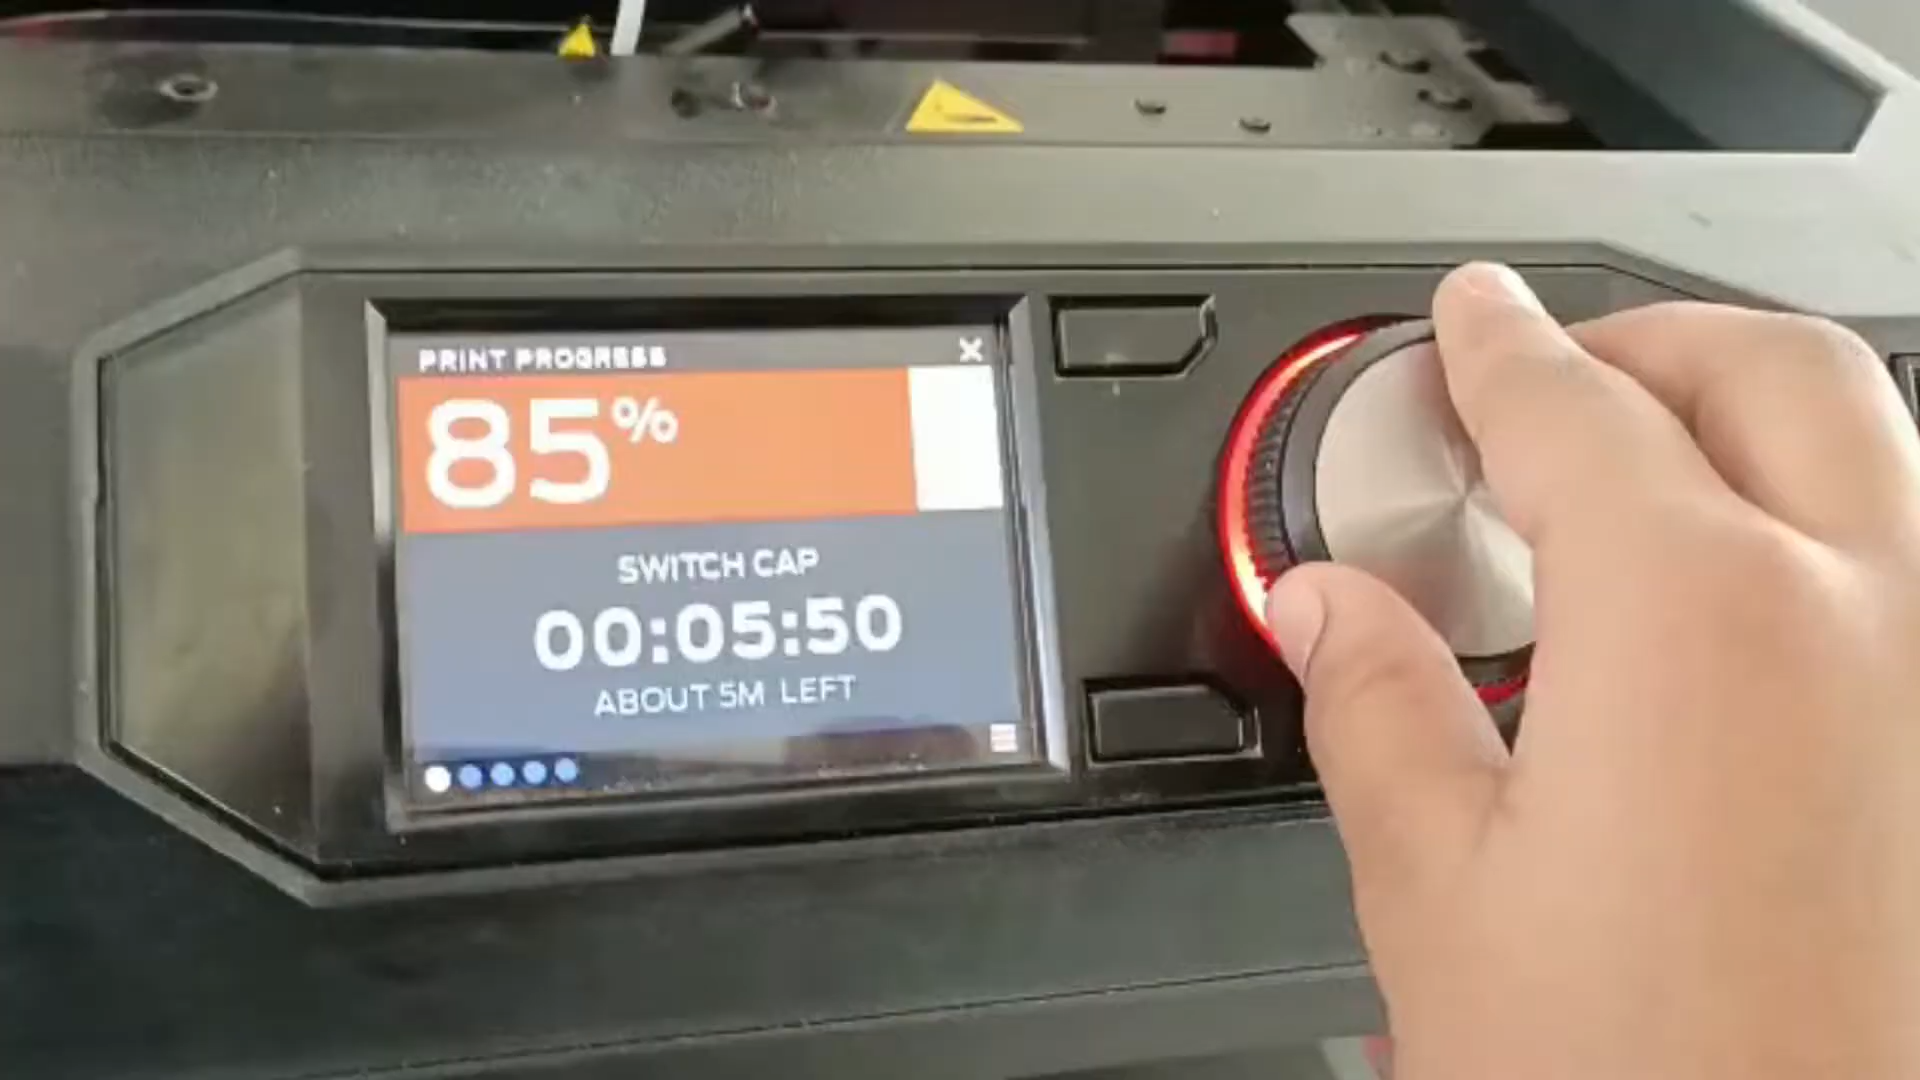 PRINT PROGRESS
85%
SWITCH CAP
00:05:50
ABOUT 5M LEFT